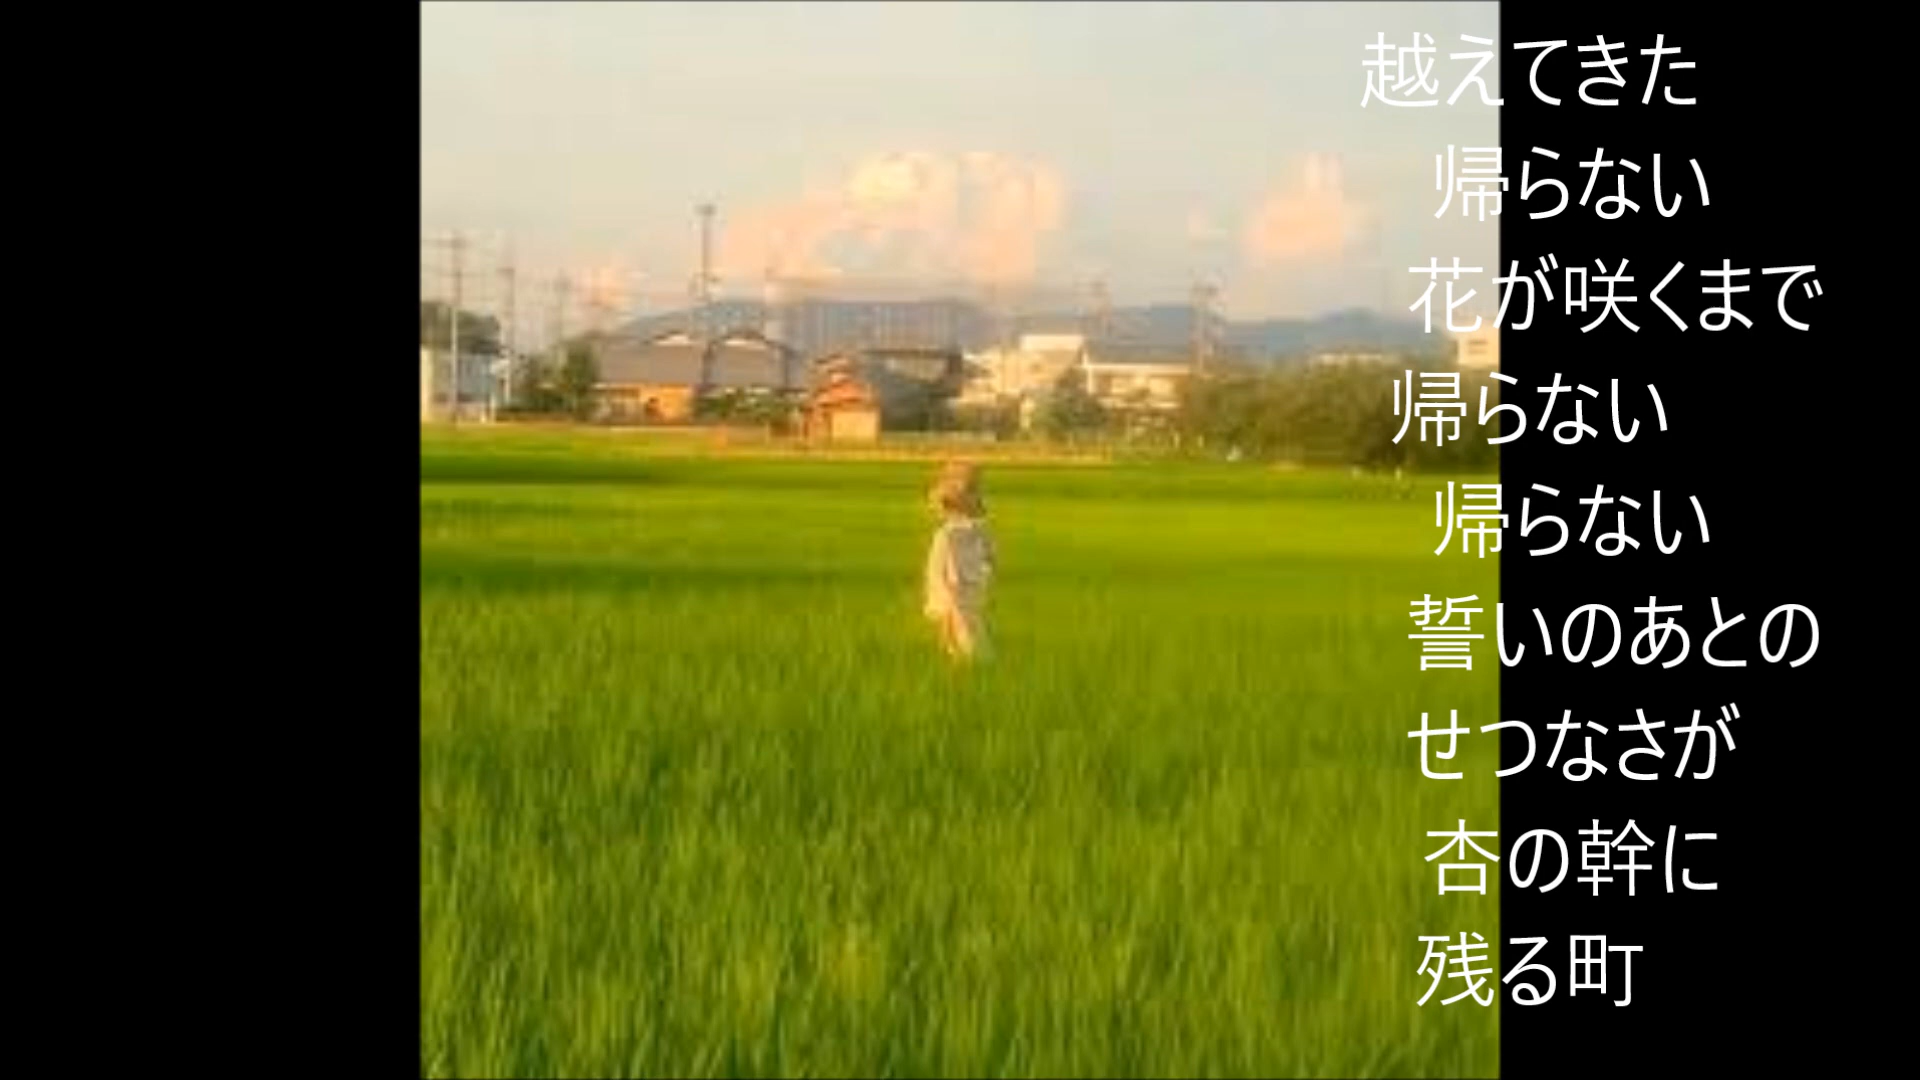 越えてきた
帰らない
花が咲くまで
帰らない
帰らない
誓いのあとの
せつなさが
杏の幹に
残る町